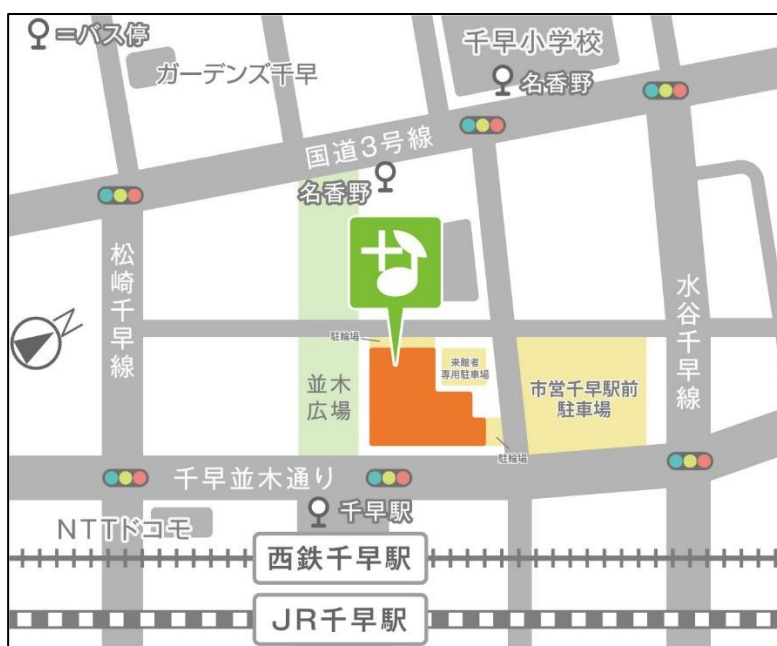 =バス停
千早小学校
ガーデンズ千早
名香野
国道3号線
名香野
松崎千早線
N
水谷千早線
駐輪場
来館者
専用駐車場
並木
広場
市営千早駅前
駐車場
駐輪場
千早並木通り
千早駅
NTTドコモ
西鉄千早駅
JR千早駅